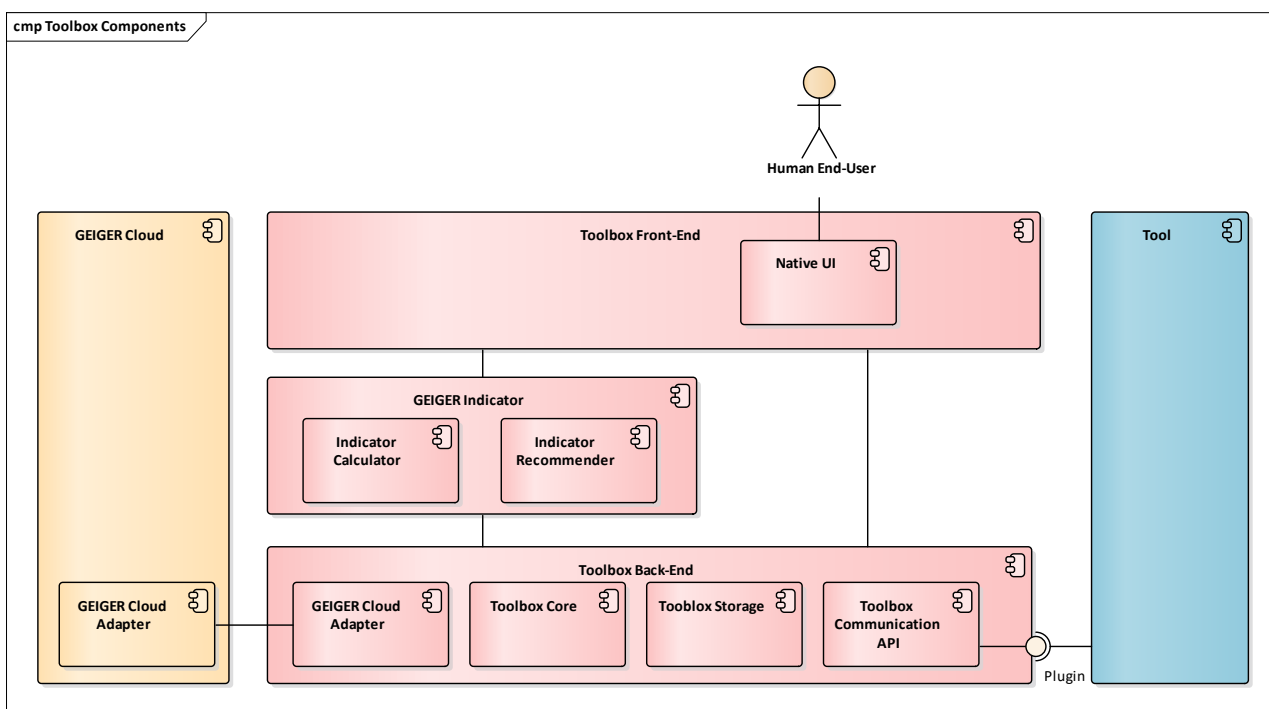 cmp Toolbox Components
Human End-User
GEIGER Cloud
Toolbox Front-End
Tool
Native UI
GEIGER Indicator
Indicator
Calculator
Indicator
Recommender
Toolbox Back-End
GEIGER Cloud
Adapter
GEIGER Cloud
Adapter
Toolbox Core
Tooblox Storage
Toolbox
Communication
API
Plugin